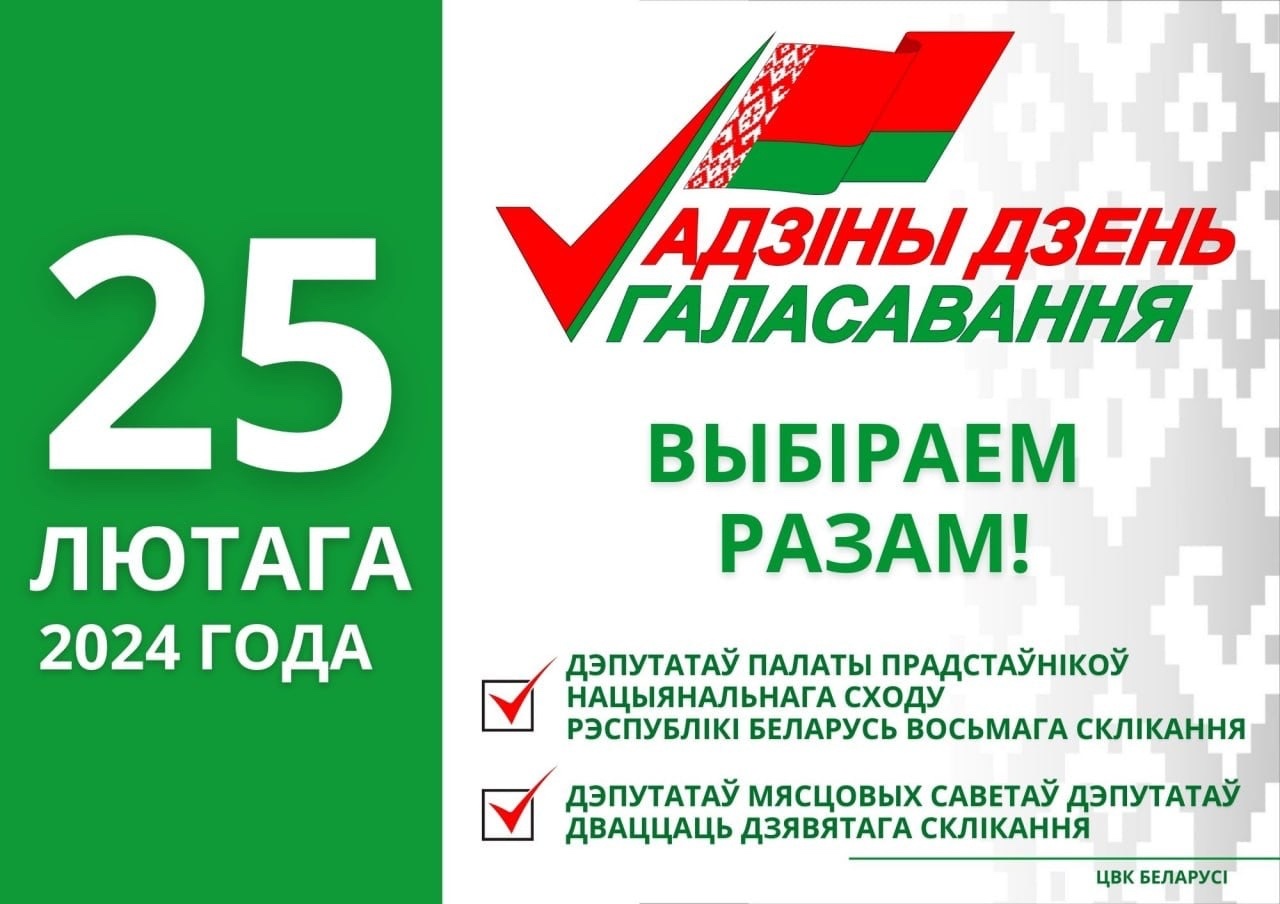 25
ЛЮТАГА
2024 ГОДА
АДЗІНЫ ДЗЕНЬ
ГАЛАСАВАННЯ
ВЫБІРАЕМ
РАЗАМ!
ДЭПУТАТАЎ ПАЛАТЫ ПРАДСТАЎНІКОЎ
НАЦЫЯНАЛЬНАГА СХОДУ
РЭСПУБЛІКІ БЕЛАРУСЬ ВОСЬМАГА СКЛІКАННЯ
ДЭПУТАТАЎ МЯСЦОВЫХ САВЕТАЎ ДЭПУТАТАЎ
ДВАЦЦАЦЬ ДЗЯВЯТАГА СКЛІКАННЯ
ЦВК БЕЛАРУСІ